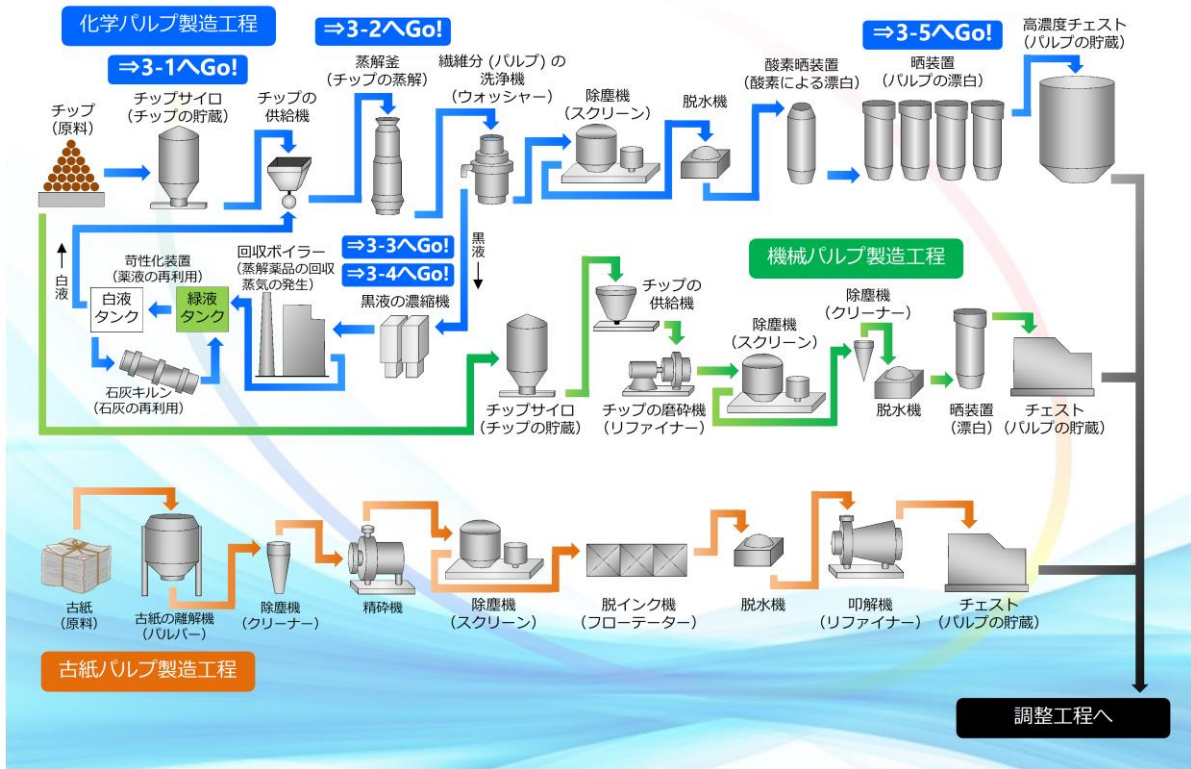 化学パルプ製造工程
⇒3-1へGo!
⇒3-2へGo!
⇒3-5へGo!
チップ
(原料)
チップサイロ
(チップの貯蔵)
チップの
供給機
蒸解釜
(チップの蒸解)
繊維分 (パルプ) の
洗浄機
(ウォッシャー)
除塵機
(スクリーン)
脱水機
酸素晒装置
(酸素による漂白)
晒装置
(パルプの漂白)
高濃度チェスト
(パルプの貯蔵)
白液
苛性化装置
(薬液の再利用)
白液
タンク
緑液
タンク
石灰キルン
(石灰の再利用)
回収ボイラー
(蒸解薬品の回収
蒸気の発生)
⇒3-3へGo!
⇒3-4へGo!
黒液の濃縮機
黒液
機械パルプ製造工程
チップサイロ
(チップの貯蔵)
チップの
供給機
チップの磨砕機
(リファイナー)
除塵機
(スクリーン)
除塵機
(クリーナー)
脱水機
晒装置
(漂白)
チェスト
(パルプの貯蔵)
古紙
(原料)
古紙の離解機
(パルパー)
除塵機
(クリーナー)
精砕機
除塵機
(スクリーン)
脱インク機
(フローテーター)
脱水機
叩解機
(リファイナー)
チェスト
(パルプの貯蔵)
古紙パルプ製造工程
調整工程へ